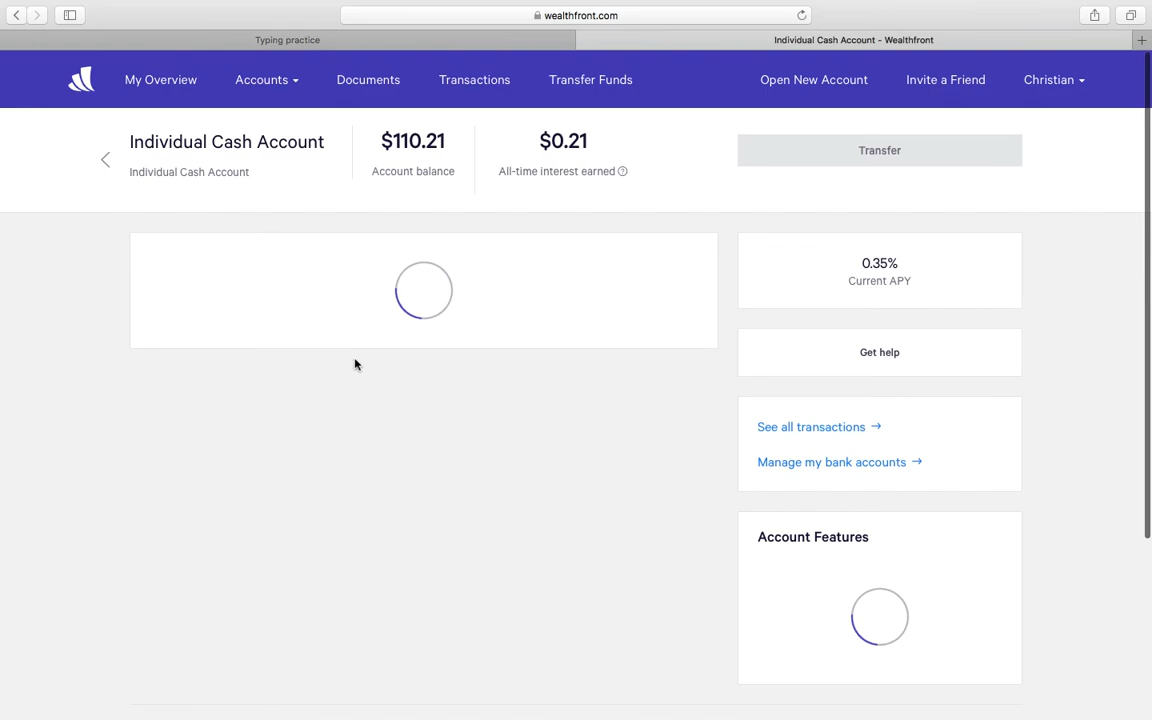 wealthfront.com
Typing practice
Individual Cash Account - Wealthfront
My Overview
Accounts
Documents
Transactions
Transfer Funds
Open New Account
Invite a Friend
Christian
Individual Cash Account
Individual Cash Account
$110.21
Account balance
$0.21
All-time interest earned ?
Transfer
0.35%
Current APY
Get help
See all transactions →
Manage my bank accounts →
Account Features